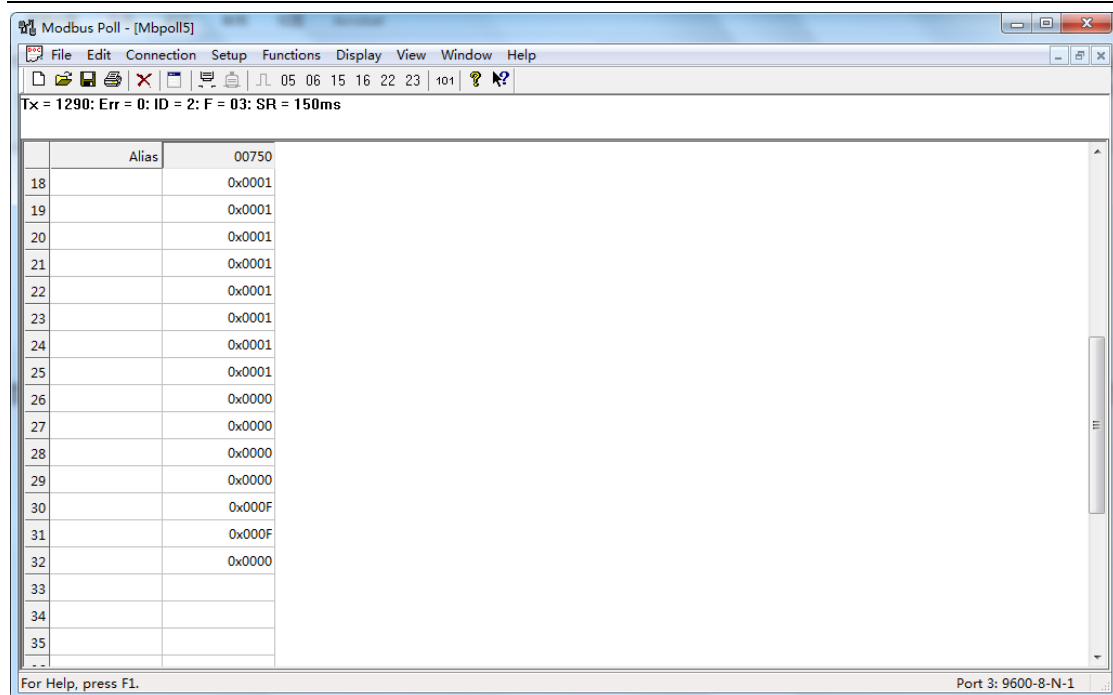 Modbus Poll - [Mbpoll5]
File Edit Connection Setup Functions Display View Window Help
05 06 15 16 22 23 101
Tx = 1290: Err = 0: ID = 2: F = 03: SR = 150ms
Alias 00750
18 0x0001
19 0x0001
20 0x0001
21 0x0001
22 0x0001
23 0x0001
24 0x0001
25 0x0001
26 0x0000
27 0x0000
28 0x0000
29 0x0000
30 0x000F
31 0x000F
32 0x0000
33
34
35
For Help, press F1. Port 3: 9600-8-N-1